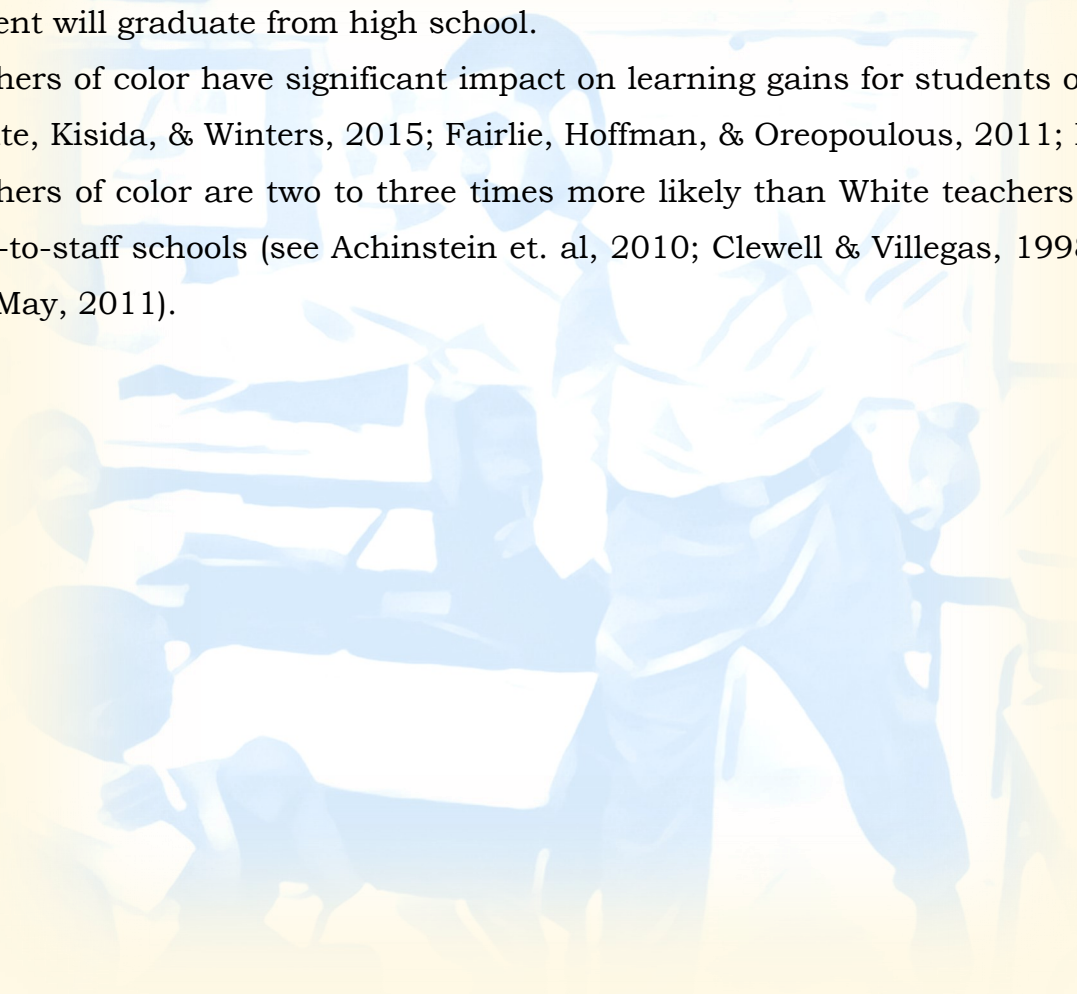 ent will graduate from high school.
hers of color have significant impact on learning gains for students o
te, Kisida, & Winters, 2015; Fairlie, Hoffman, & Oreopoulous, 2011;
hers of color are two to three times more likely than White teachers
-to-staff schools (see Achinstein et. al, 2010; Clewell & Villegas, 1998
May, 2011).